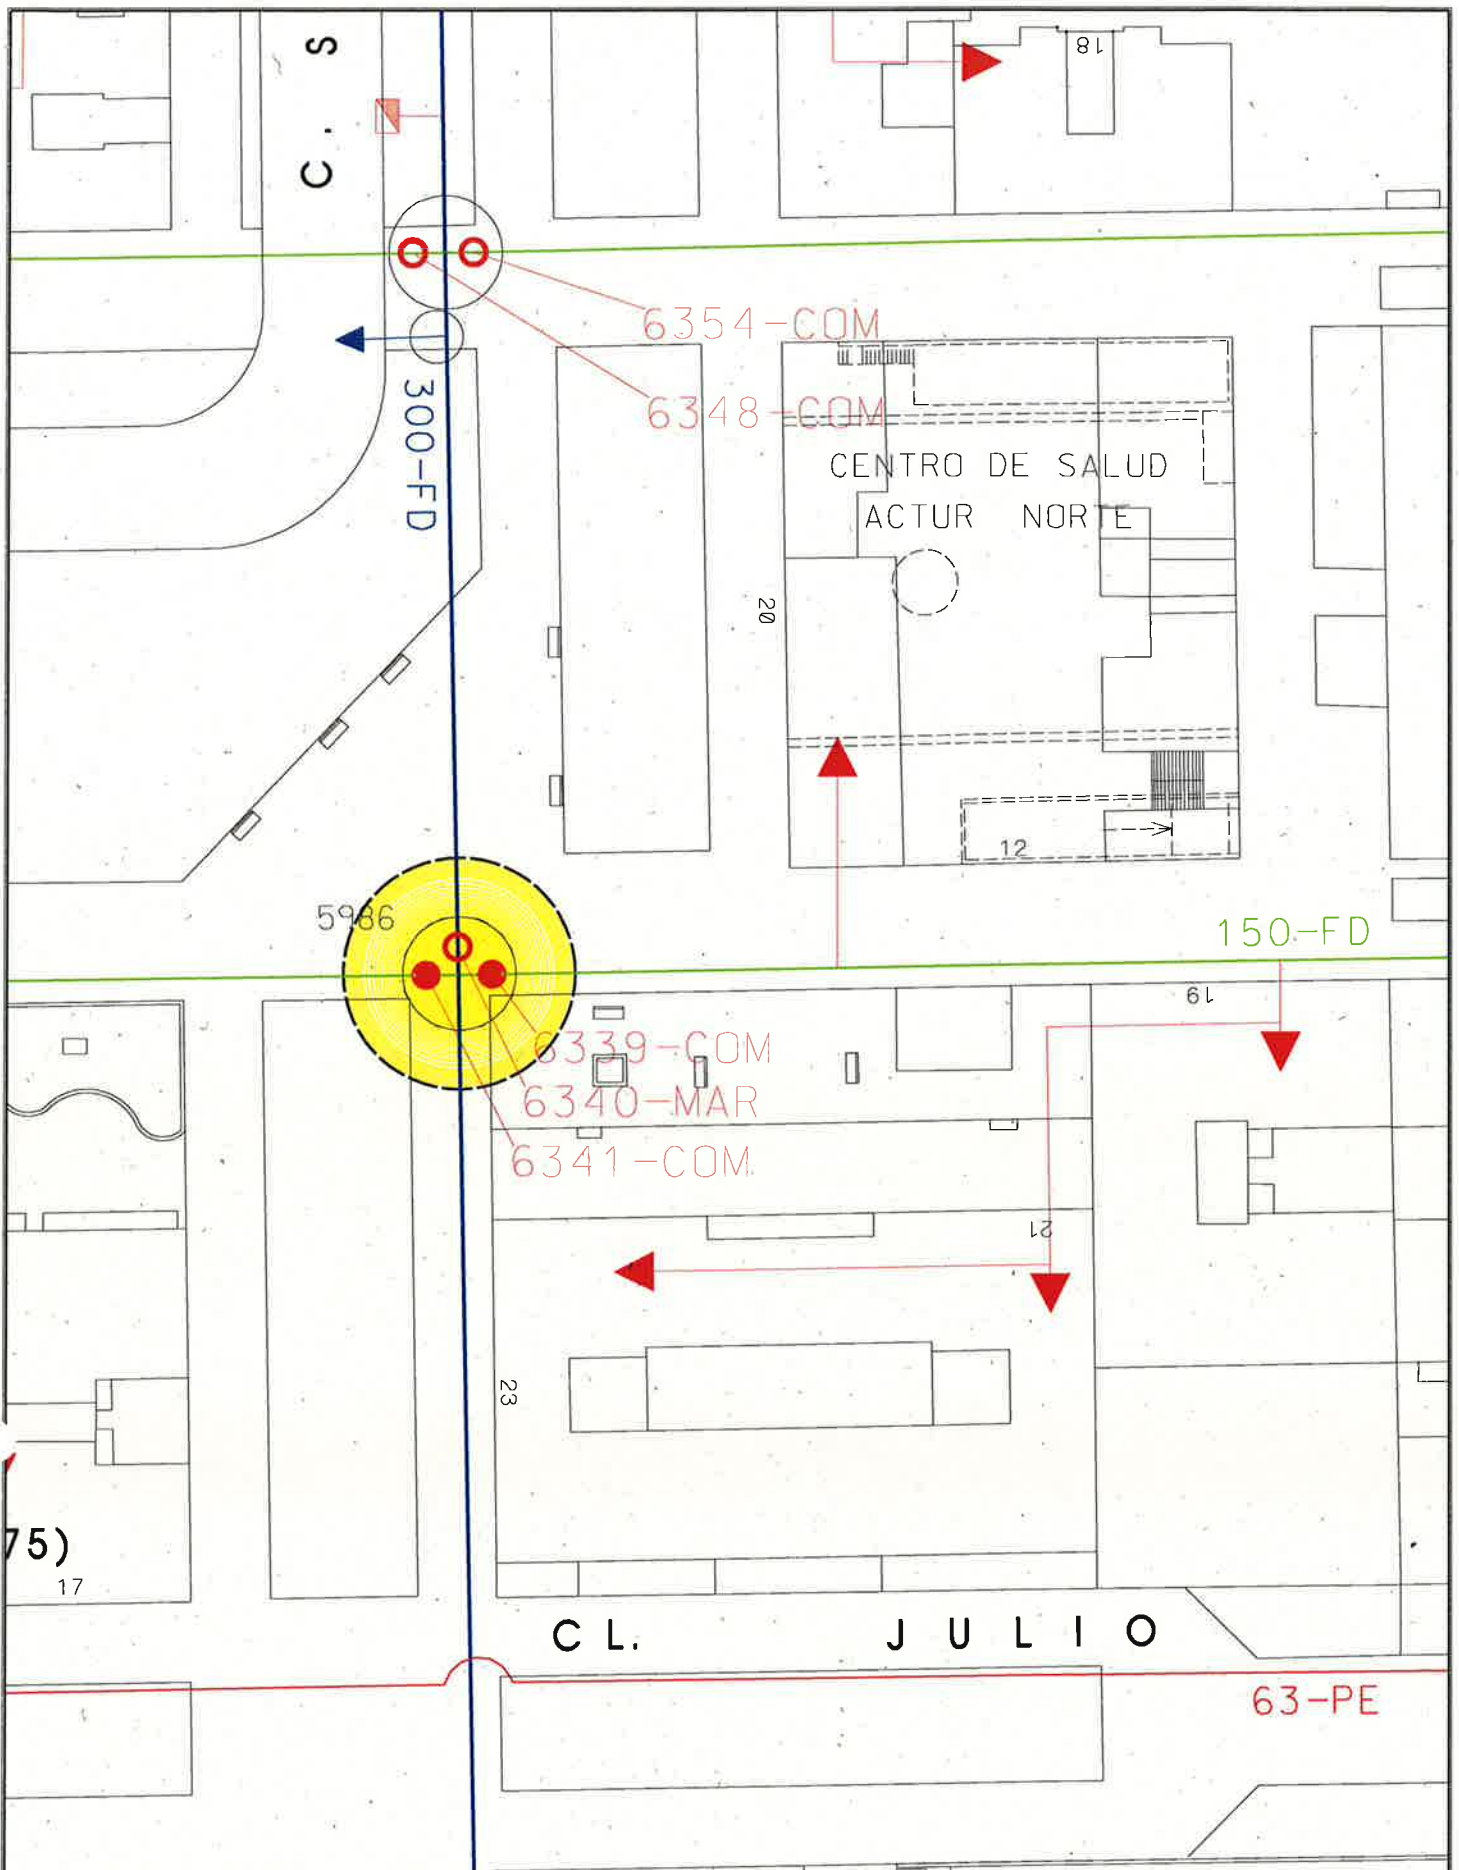 C. S
18
6354-COM
6348-COM
300-FD
CENTRO DE SALUD
ACTUR NORTE
20
12
5986
150-FD
19
6339-COM
6340-MAR
6341-COM
21
23
75)
17
CL. JULIO
63-PE